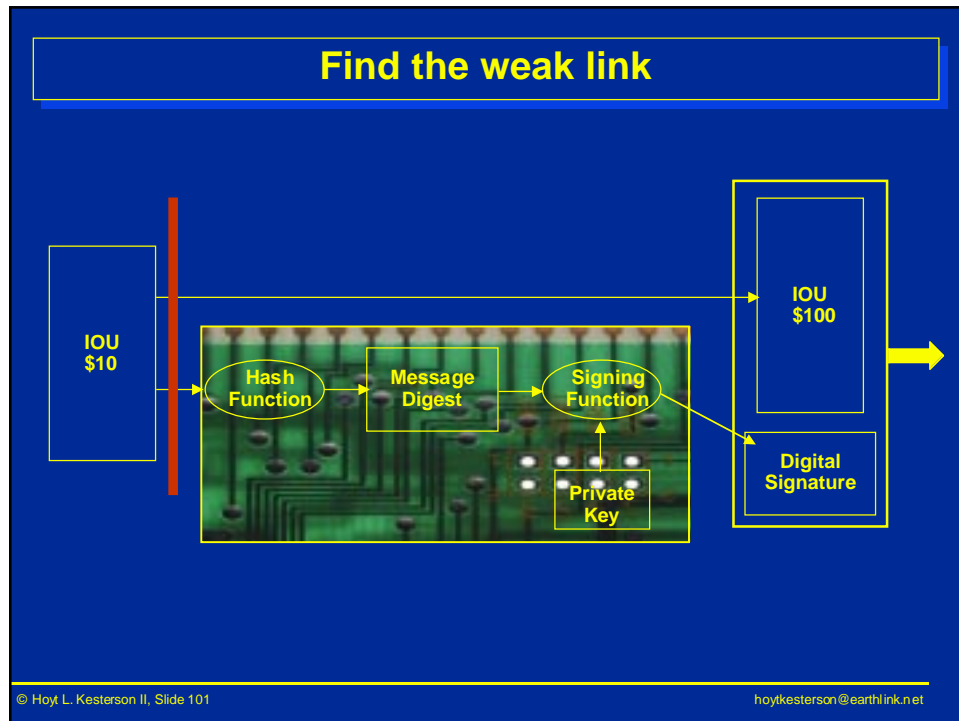 Find the weak link
IOU
$10
Hash
Function
Message
Digest
Signing
Function
Private
Key
IOU
$100
Digital
Signature
© Hoyt L. Kesterson II, Slide 101
hoytkesterson@earthlink.net